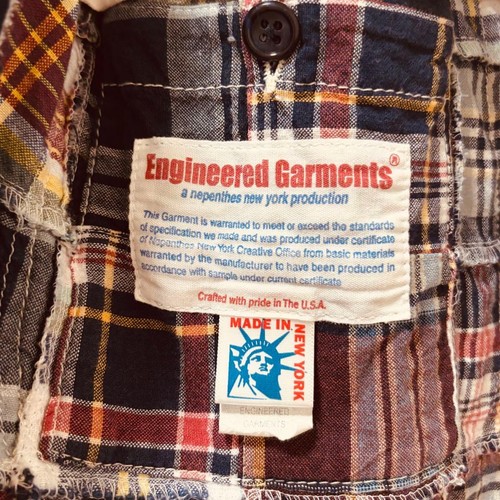 Engineered Garments®
a nepenthes new york production
This Garment is warranted to meet or exceed the standards
of specification we made and was produced under certificate
of Nepenthes New York Creative Office from basic materials
warranted by the manufacturer to have been produced in
accordance with sample under current certificate
Crafted with pride in The U.S.A.
MADE IN
NEW YORK
ENGINEERED
GARMENTS